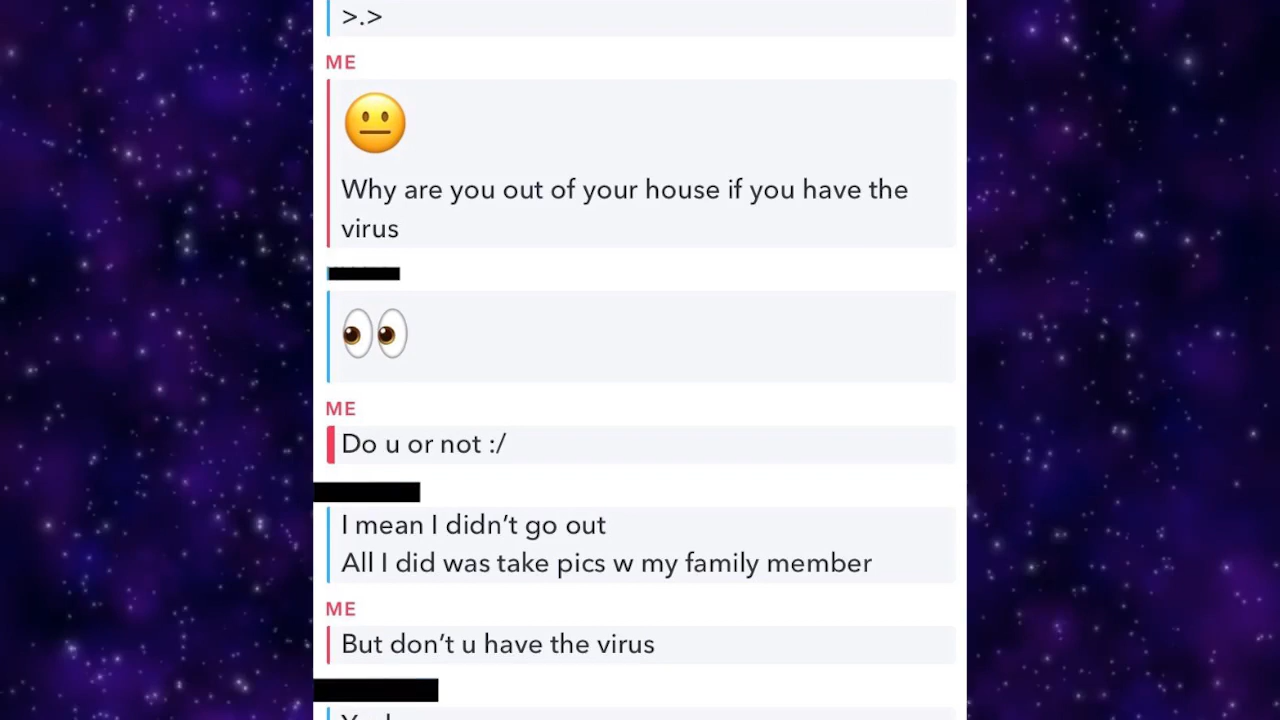 >.>
ME
😐
Why are you out of your house if you have the
virus
👀
ME
Do u or not :/
I mean I didn’t go out
All I did was take pics w my family member
ME
But don’t u have the virus